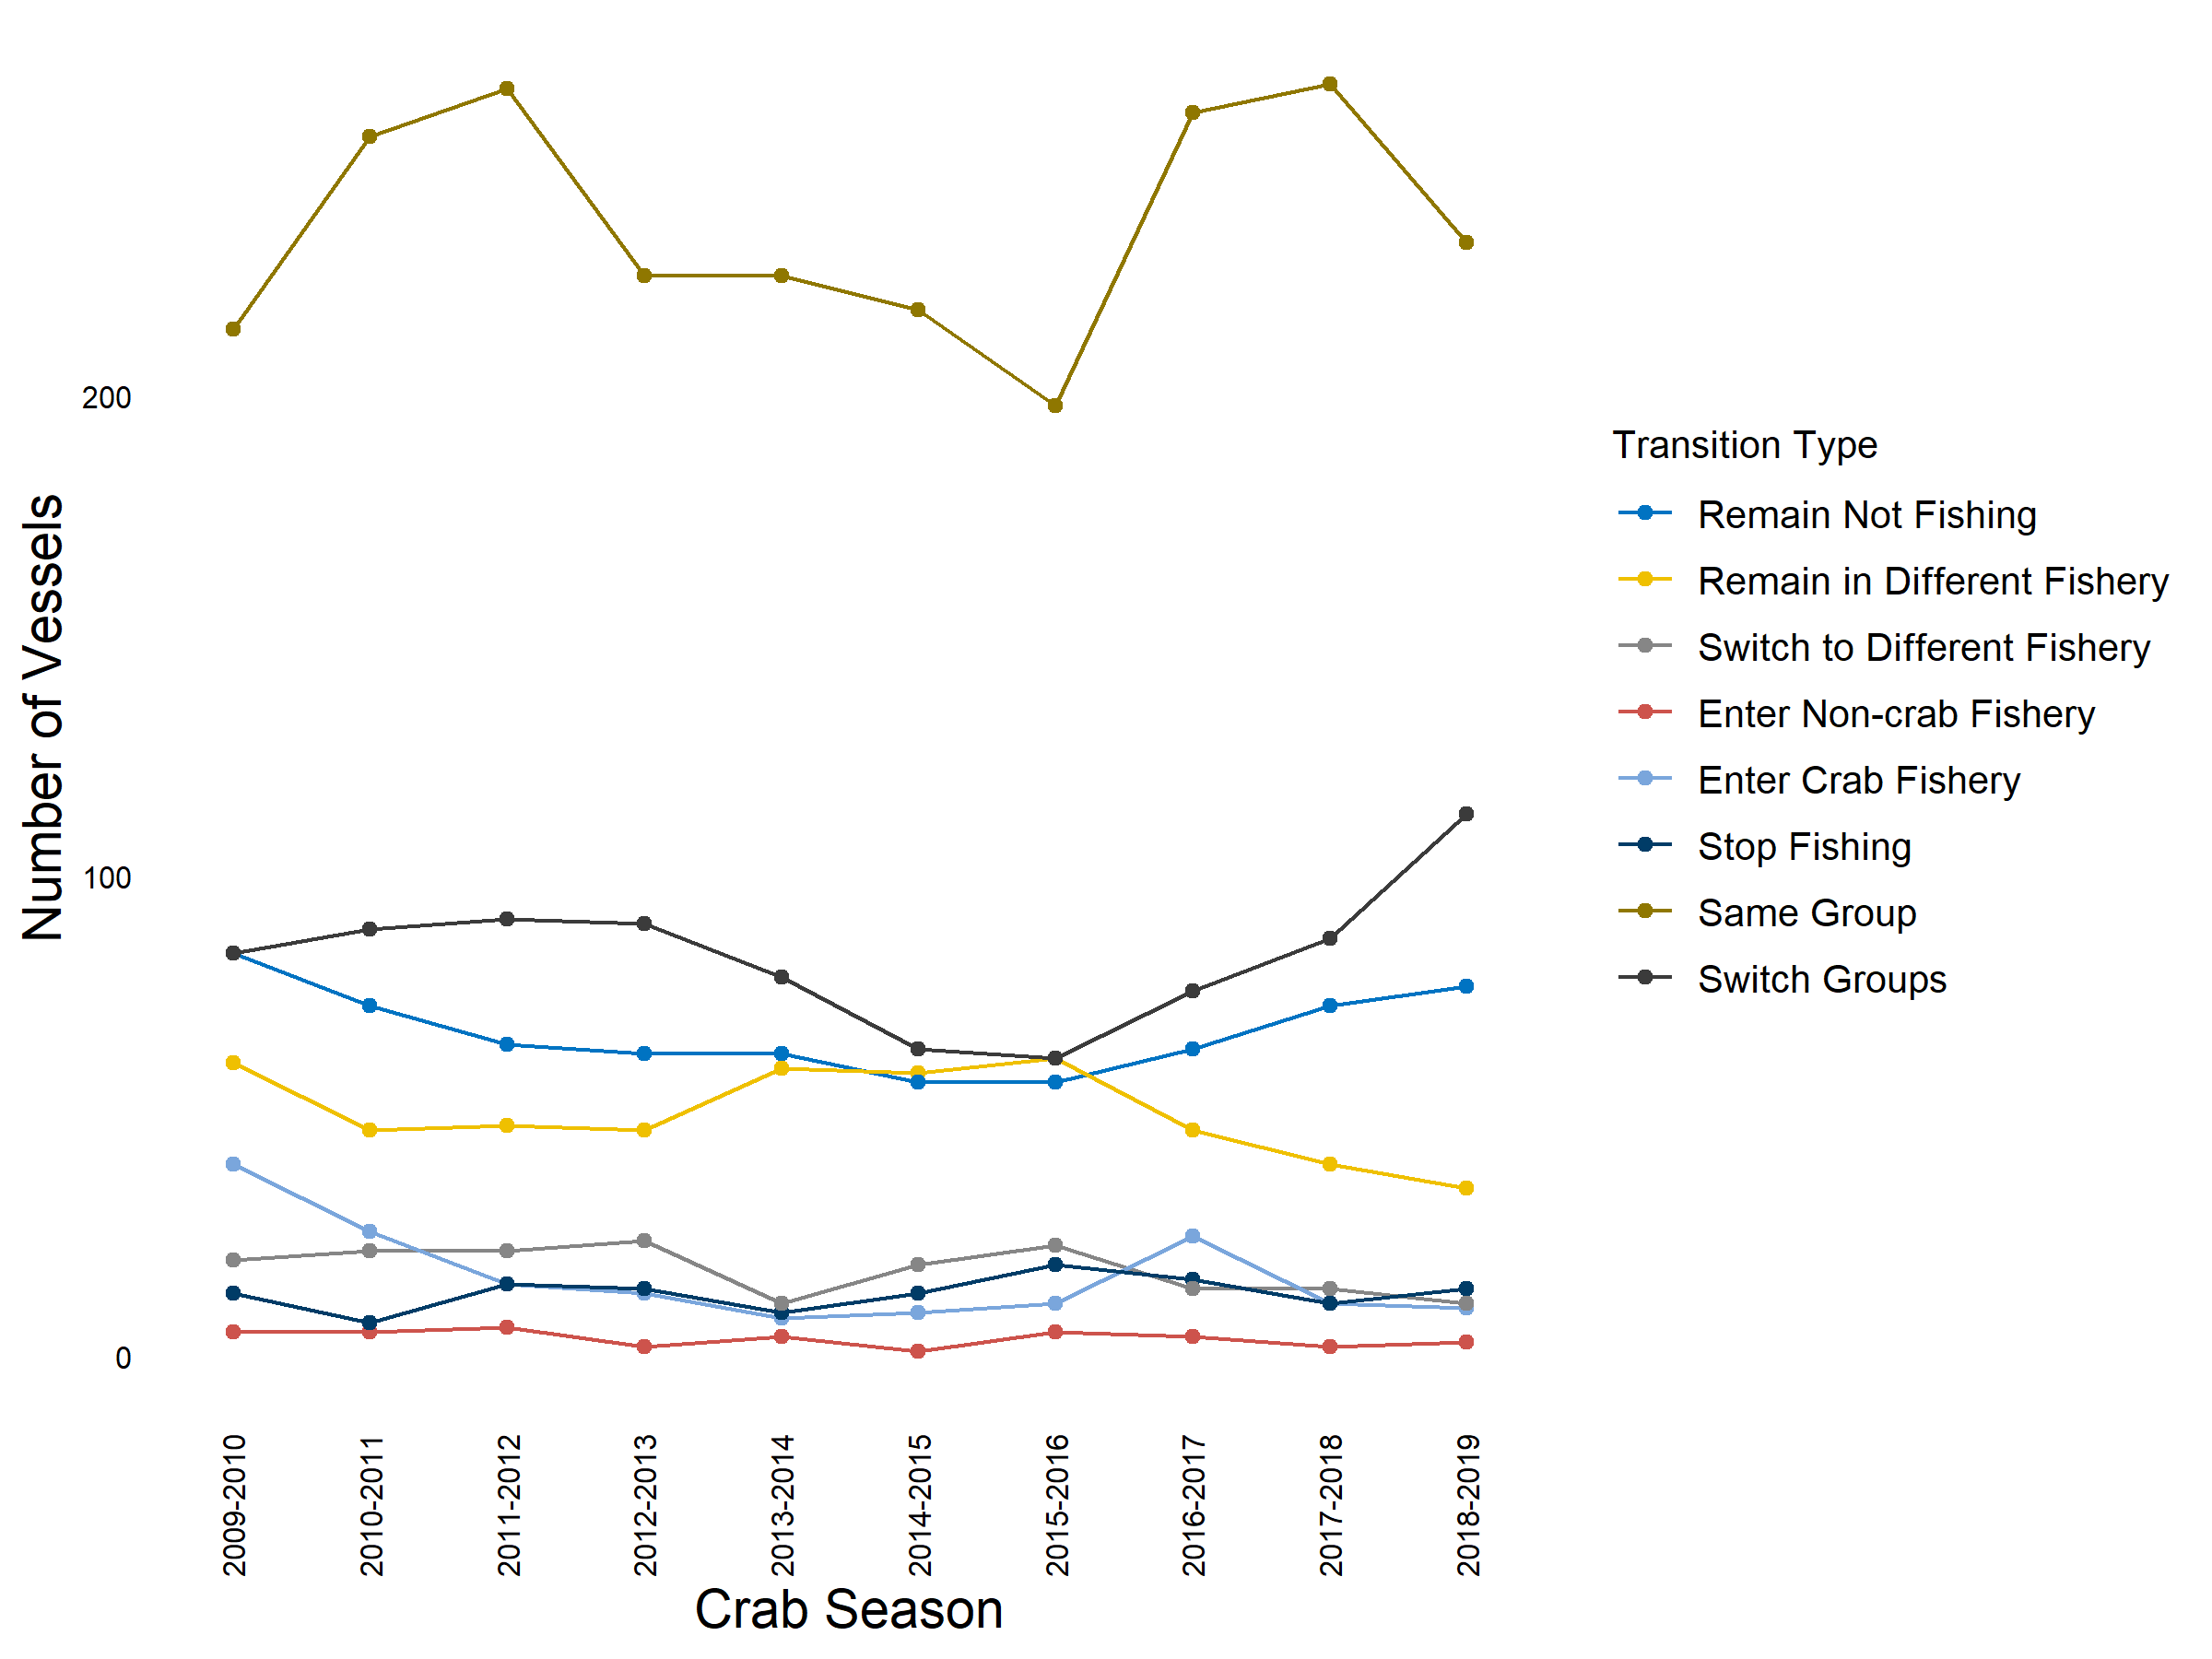 200
100
0
Number of Vessels
2009-2010
2010-2011
2011-2012
2012-2013
2013-2014
2014-2015
2015-2016
2016-2017
2017-2018
2018-2019
Crab Season
Transition Type
Remain Not Fishing
Remain in Different Fishery
Switch to Different Fishery
Enter Non-crab Fishery
Enter Crab Fishery
Stop Fishing
Same Group
Switch Groups